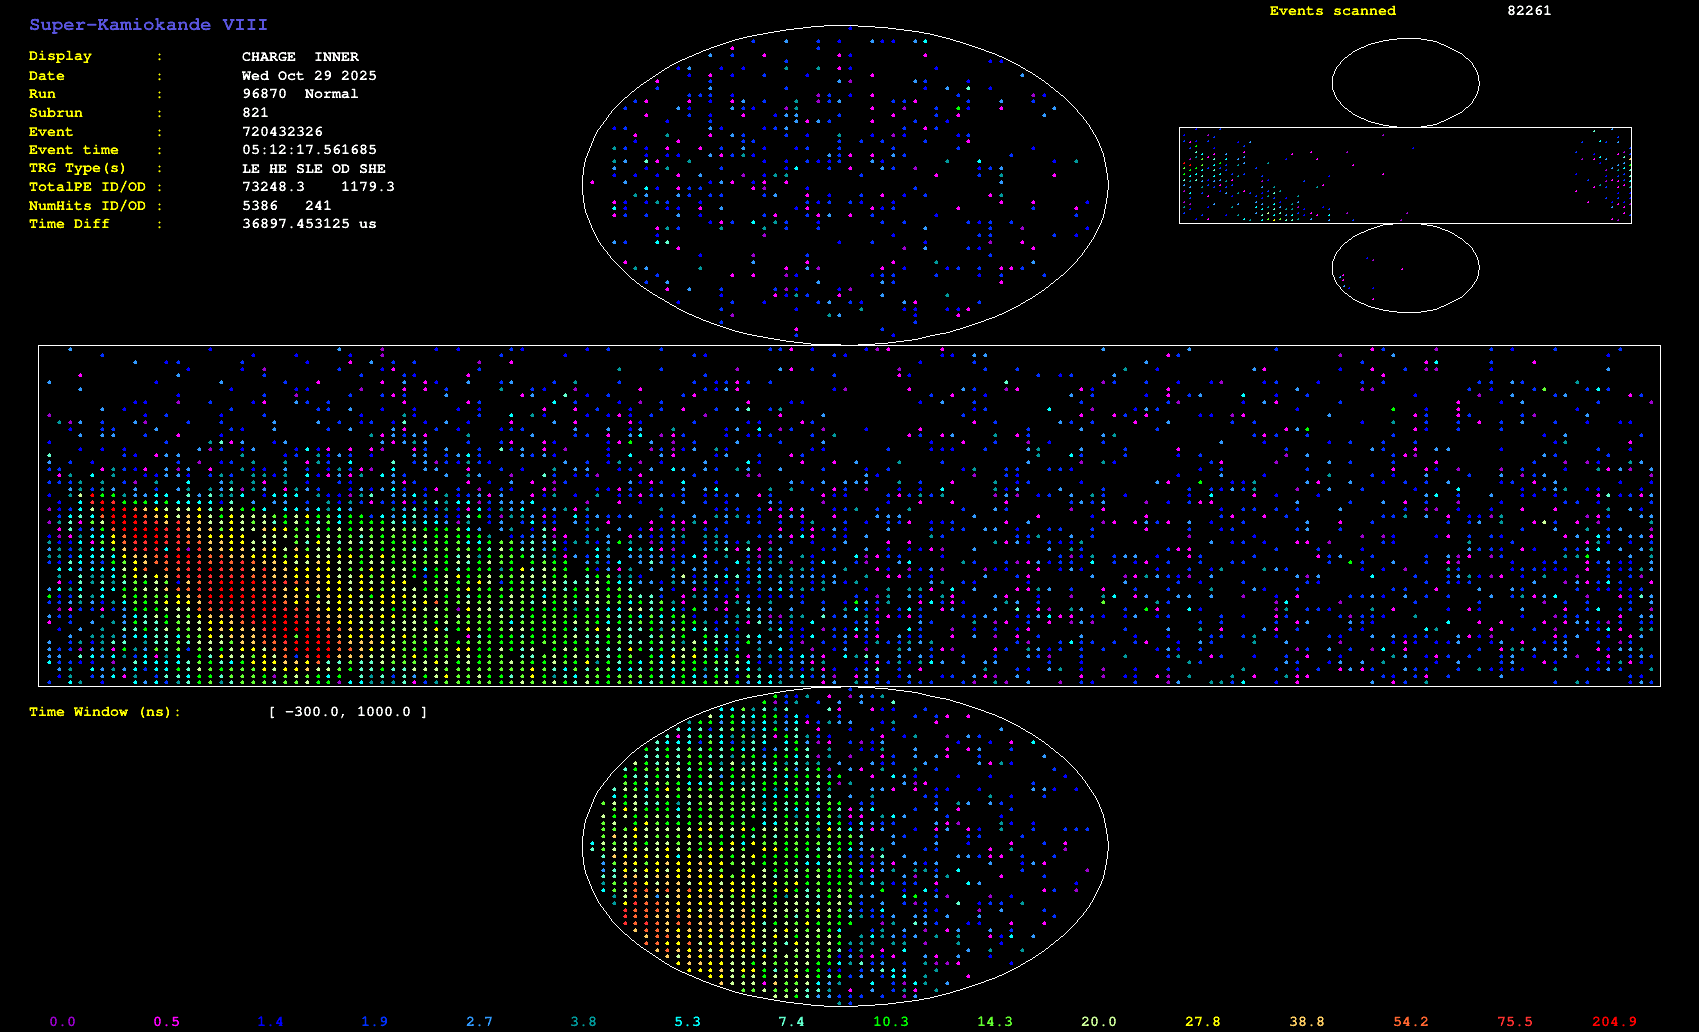 Super-Kamiokande VIII
Events scanned 82261
Display : CHARGE INNER
Date : Wed Oct 29 2025
Run : 96870 Normal
Subrun : 821
Event : 720432326
Event time : 05:12:17.561685
TRG Type(s) : LE HE SLE OD SHE
TotalPE ID/OD : 73248.3 1179.3
NumHits ID/OD : 5386 241
Time Diff : 36897.453125 us
Time Window (ns): [ -300.0, 1000.0 ]
0.0 0.5 1.4 1.9 2.7 3.8 5.3 7.4 10.3 14.3 20.0 27.8 38.8 54.2 75.5 204.9